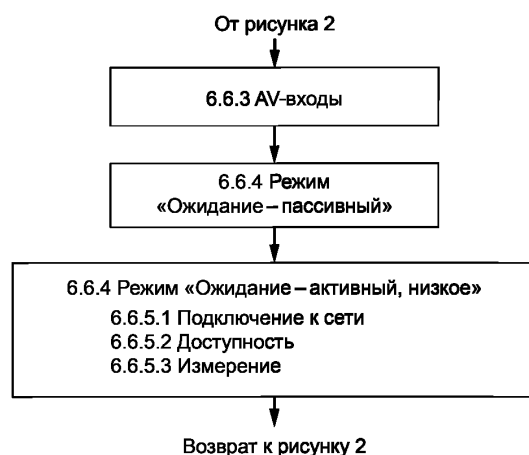 От рисунка 2
6.6.3 AV-входы
6.6.4 Режим
«Ожидание – пассивный»
6.6.4 Режим «Ожидание – активный, низкое»
6.6.5.1 Подключение к сети
6.6.5.2 Доступность
6.6.5.3 Измерение
Возврат к рисунку 2